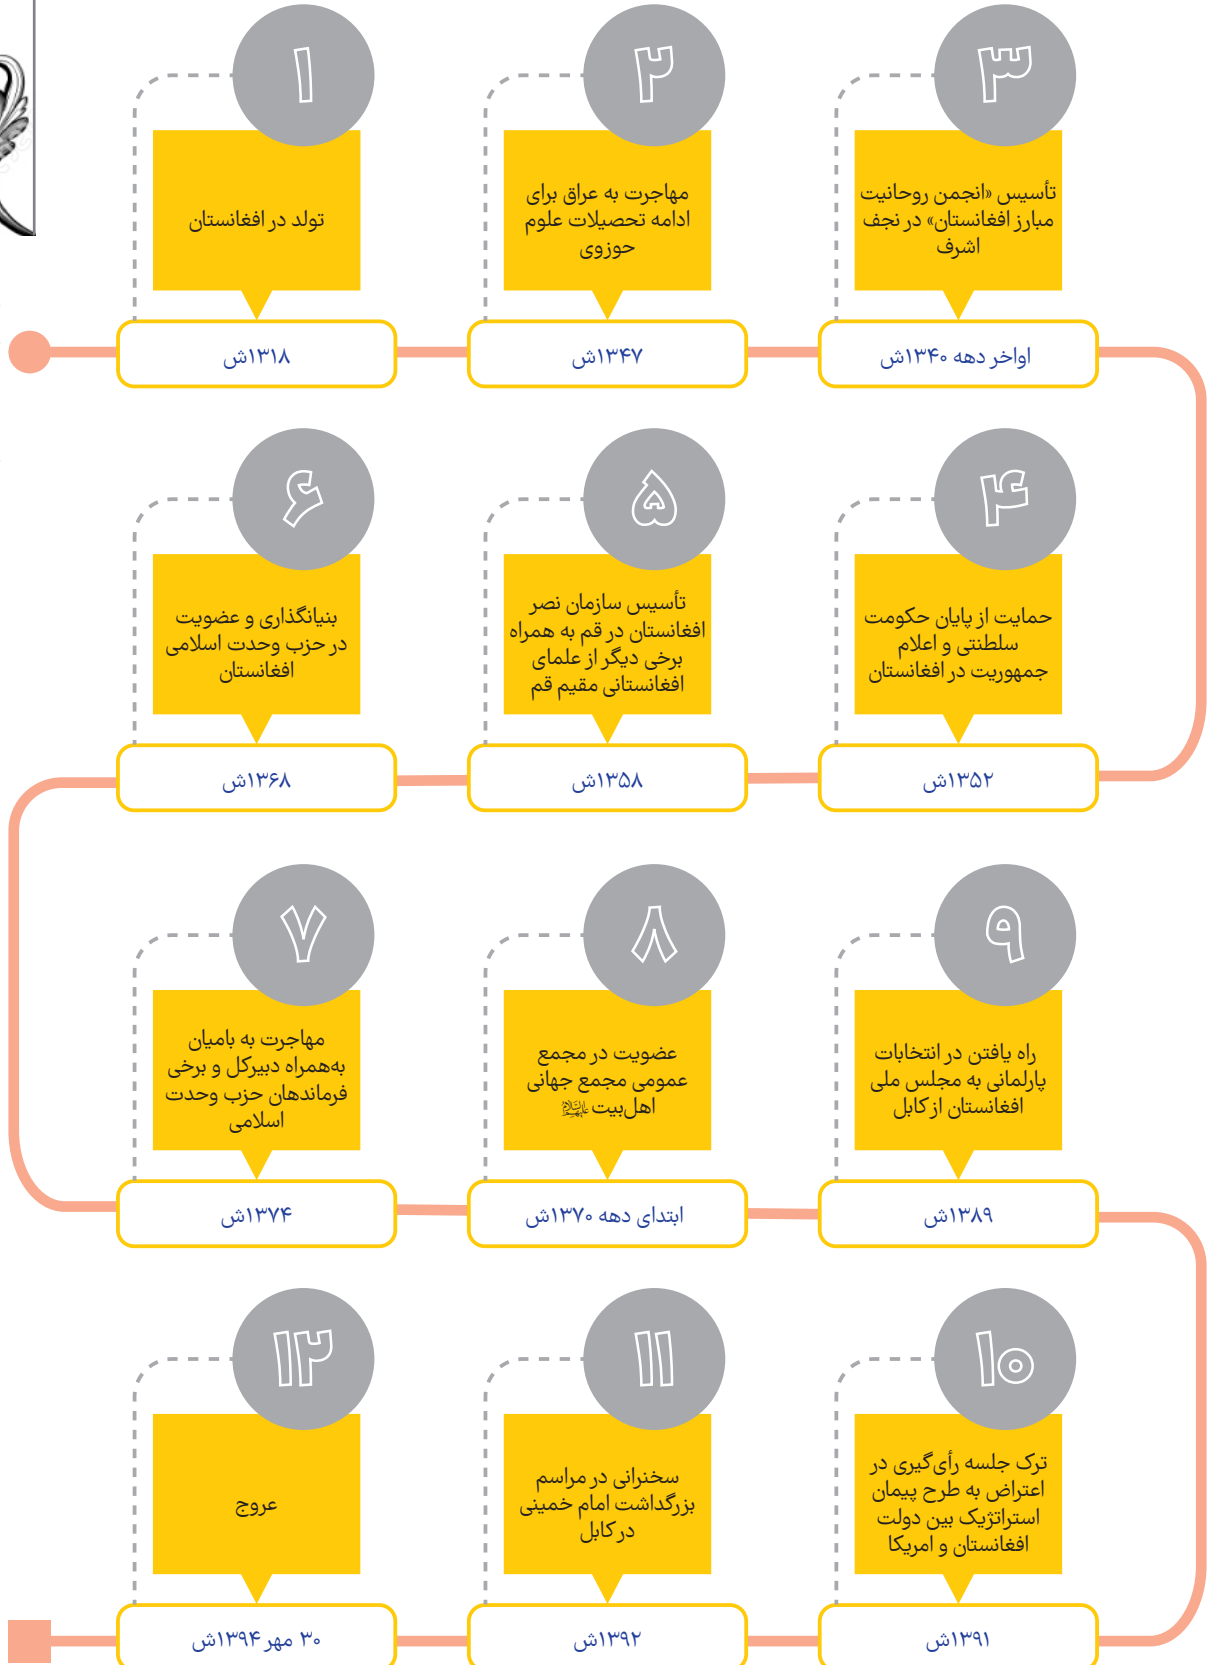 ۱
تولد در افغانستان
۱۳۱۸ش
۲
مهاجرت به عراق برای
ادامه تحصیلات علوم
حوزوی
۱۳۴۷ش
۳
تأسیس «انجمن روحانیت
مبارز افغانستان» در نجف
اشرف
اواخر دهه ۱۳۴۰ش
۴
حمایت از پایان حکومت
سلطنتی و اعلام
جمهوریت در افغانستان
۱۳۵۲ش
۵
تأسیس سازمان نصر
افغانستان در قم به همراه
برخی دیگر از علمای
افغانستانی مقیم قم
۱۳۵۸ش
۶
بنیانگذاری و عضویت
در حزب وحدت اسلامی
افغانستان
۱۳۶۸ش
۷
مهاجرت به بامیان
به‌همراه دبیرکل و برخی
فرماندهان حزب وحدت
اسلامی
۱۳۷۴ش
۸
عضویت در مجمع
عمومی مجمع جهانی
اهل‌بیت علیهم‌السلام
ابتدای دهه ۱۳۷۰ش
۹
راه یافتن در انتخابات
پارلمانی به مجلس ملی
افغانستان از کابل
۱۳۸۹ش
۱۰
ترک جلسه رأی‌گیری در
اعتراض به طرح پیمان
استراتژیک بین دولت
افغانستان و امریکا
۱۳۹۱ش
۱۱
سخنرانی در مراسم
بزرگداشت امام خمینی
در کابل
۱۳۹۲ش
۱۲
عروج
۳۰ مهر ۱۳۹۴ش